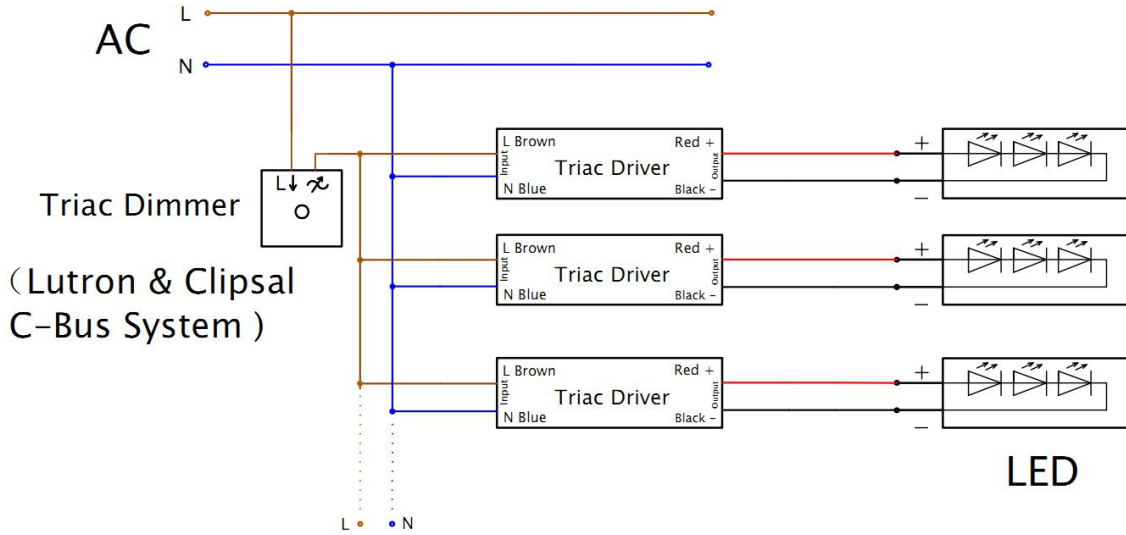 L
AC
N
L Brown
Red +
Input
Triac Driver
Output
N Blue
Black -
+
−
L
Triac Dimmer
(Lutron & Clipsal
C-Bus System )
L Brown
Red +
Input
Triac Driver
Output
N Blue
Black -
+
−
L Brown
Red +
Input
Triac Driver
Output
N Blue
Black -
+
−
LED
L
N